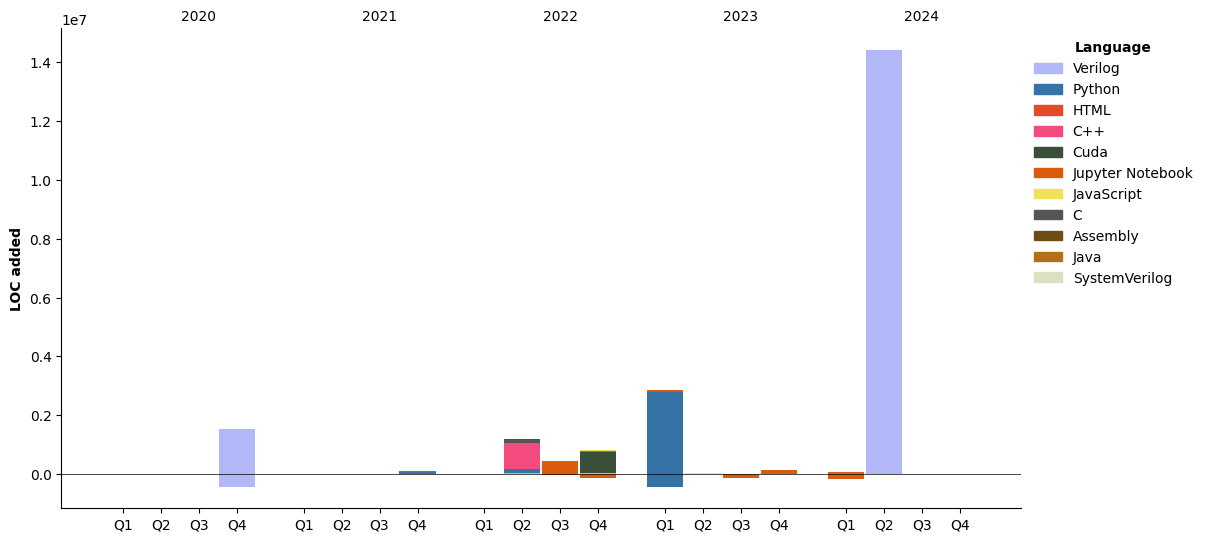 1e7
2020 2021 2022 2023 2024
LOC added
1.4
1.2
1.0
0.8
0.6
0.4
0.2
0.0
Q1 Q2 Q3 Q4 Q1 Q2 Q3 Q4 Q1 Q2 Q3 Q4 Q1 Q2 Q3 Q4 Q1 Q2 Q3 Q4
Language
Verilog
Python
HTML
C++
Cuda
Jupyter Notebook
JavaScript
C
Assembly
Java
SystemVerilog